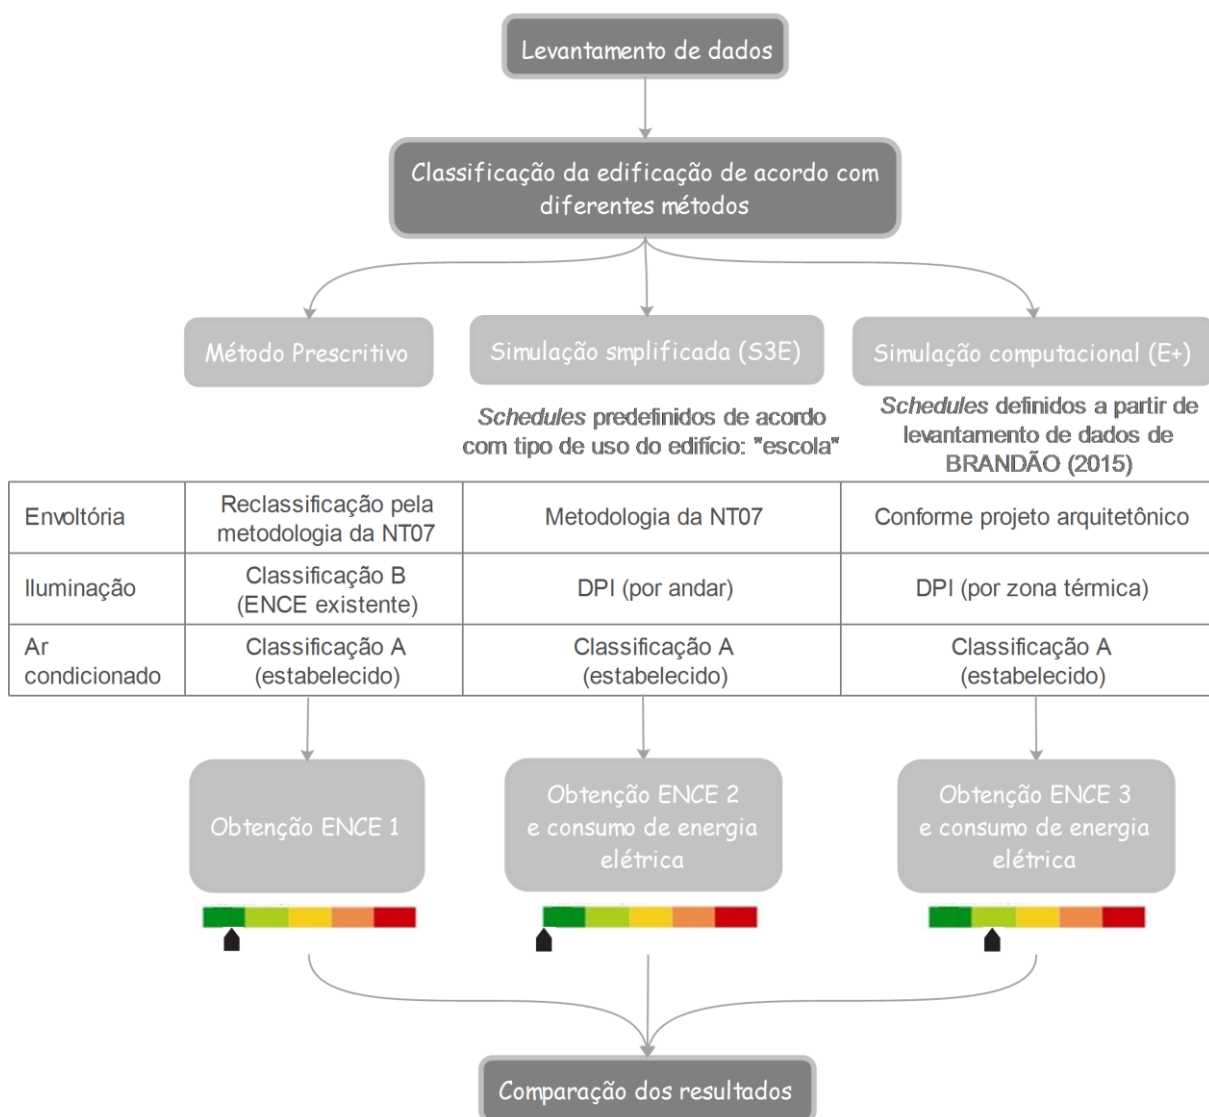 Levantamento de dados
Classificação da edificação de acordo com
diferentes métodos
Método Prescritivo
Simulação smplificada (S3E)
Simulação computacional (E+)
Schedules predefinidos de acordo
com tipo de uso do edifício: "escola"
Schedules definidos a partir de
levantamento de dados de
BRANDÃO (2015)
Envoltória
Reclassificação pela
metodologia da NT07
Metodologia da NT07
Conforme projeto arquitetônico
Iluminação
Classificação B
(ENCE existente)
DPI (por andar)
DPI (por zona térmica)
Ar
condicionado
Classificação A
(estabelecido)
Classificação A
(estabelecido)
Classificação A
(estabelecido)
Obtenção ENCE 1
Obtenção ENCE 2
e consumo de energia
elétrica
Obtenção ENCE 3
e consumo de energia
elétrica
Comparação dos resultados